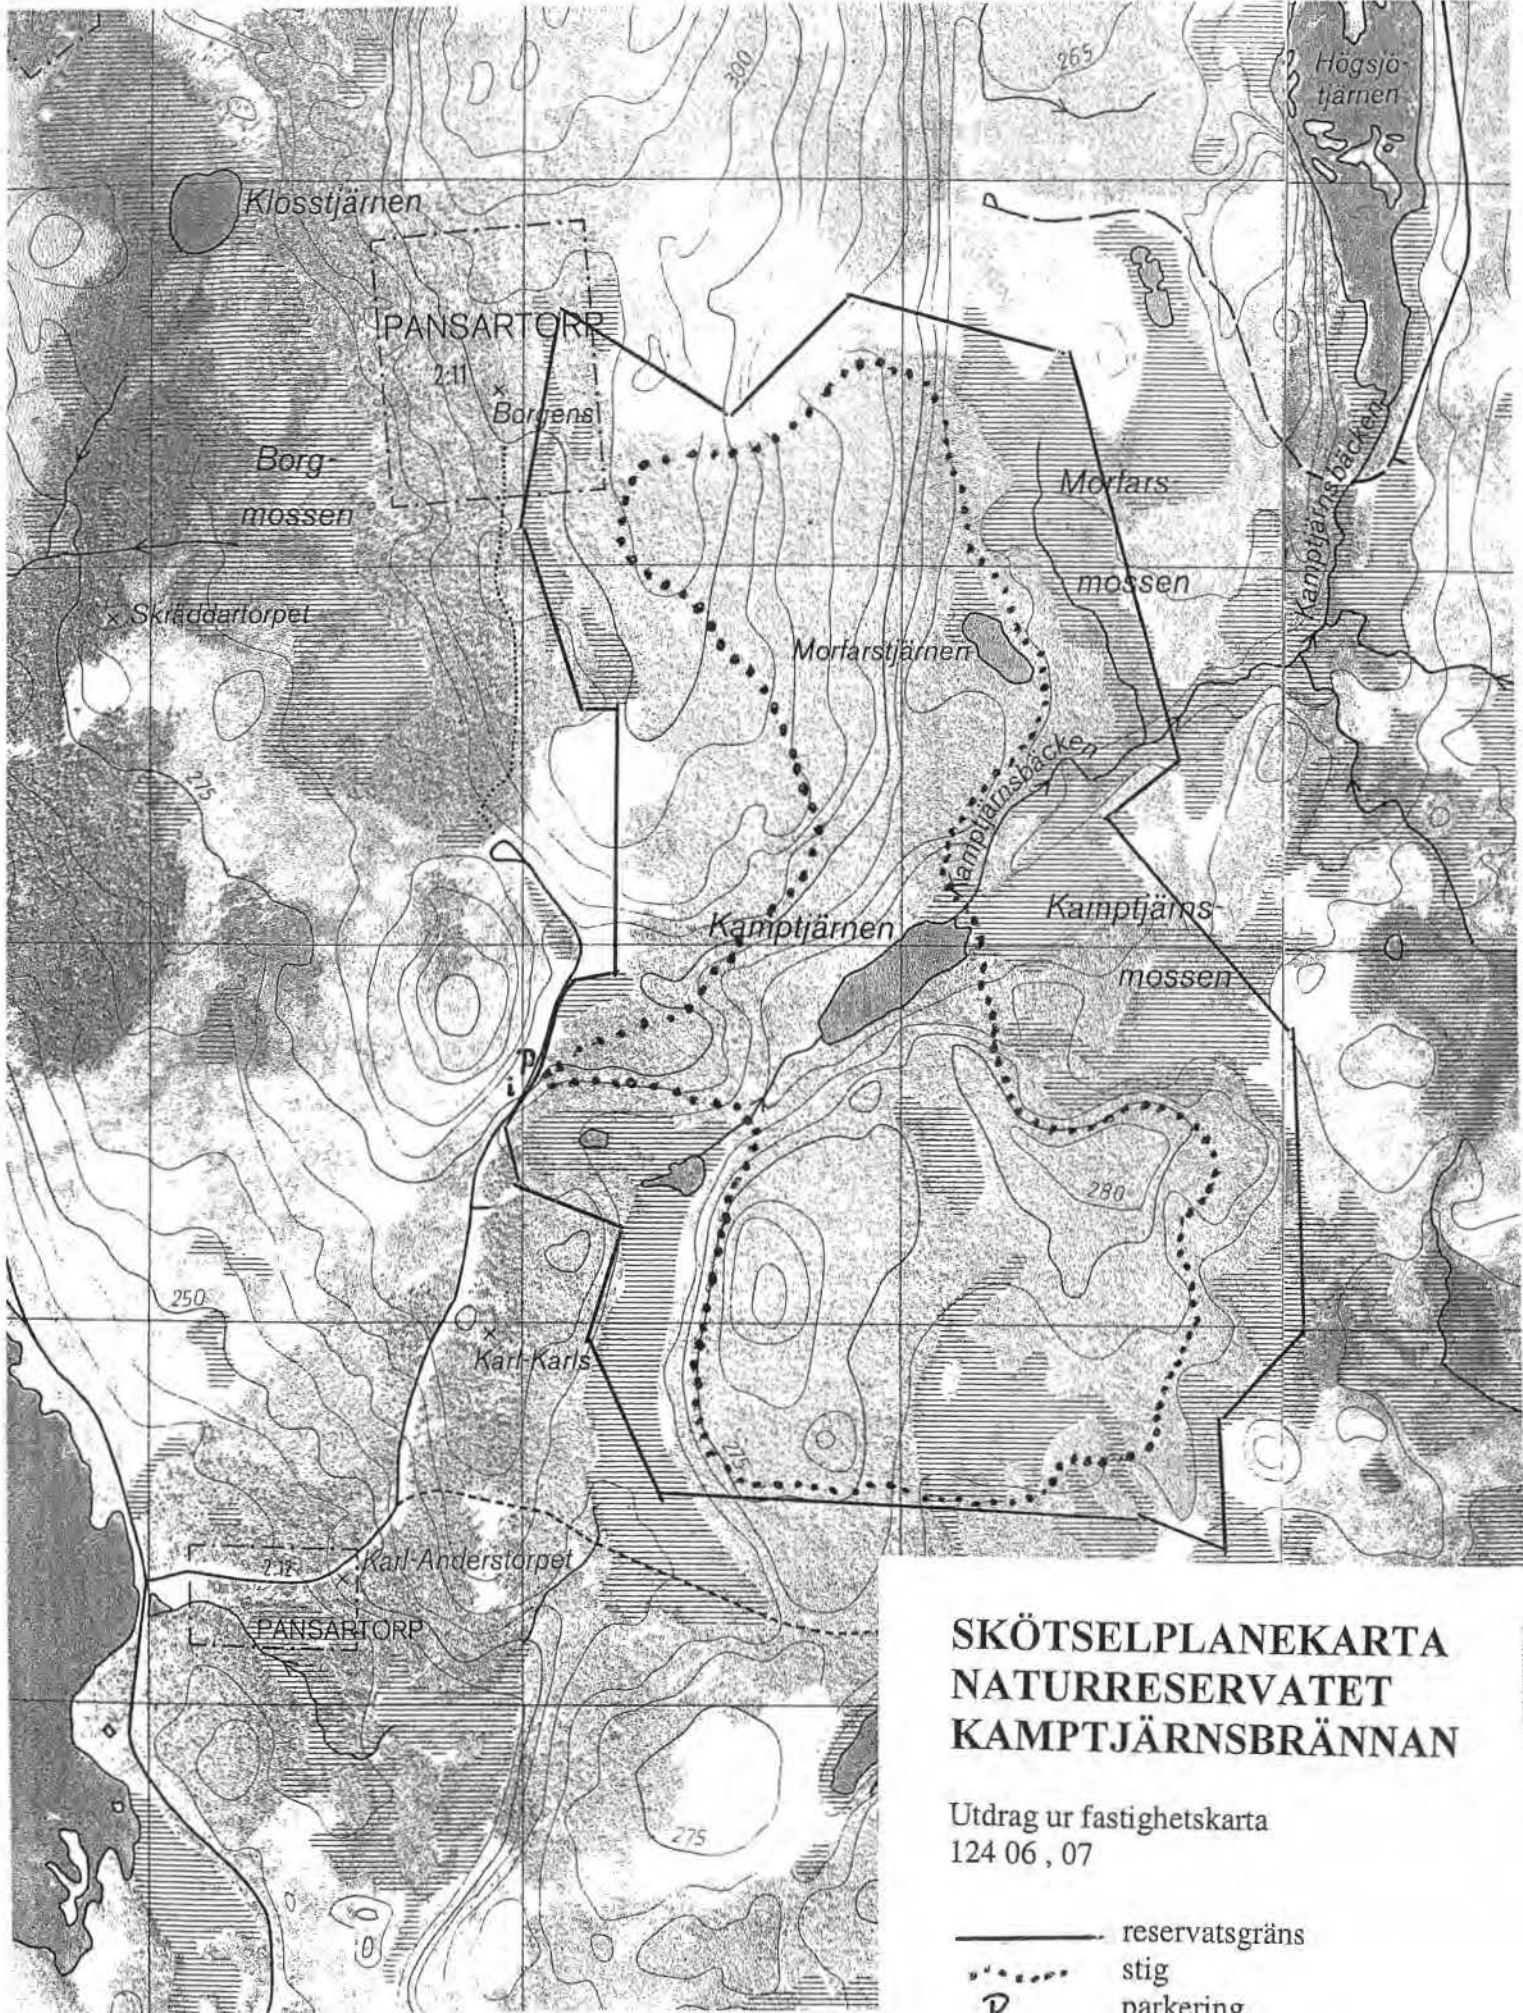 300
265
Högsjö-
tjärnen
Klosstjärnen
PANSARTORP
2:11
Borgens
Borg-
mossen
Morfars-
mossen
Kamptjärnsbäcken
Skräddartorpet
Morfarstjärnen
275
Kamptjärnsbäcken
Kamptjärnen
Kamptjärns-
mossen
P
i
280
250
Karl-Karls
275
2:12
Karl-Anderstorpet
PANSARTORP
275
SKÖTSELPLANEKARTA
NATURRESERVATET
KAMPTJÄRNSBRÄNNAN
Utdrag ur fastighetskarta
124 06 , 07
reservatsgräns
stig
P parkering